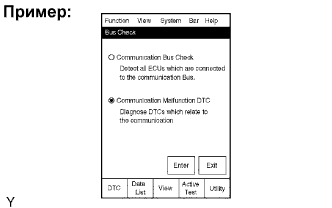 Пример:
Function View System Bar Help
Bus Check
Communication Bus Check
Detect all ECUs which are connected
to the communication Bus.
Communication Malfunction DTC
Diagnose DTCs which relate to
the communication
Enter Exit
DTC Data List View Active Test Utility
Y